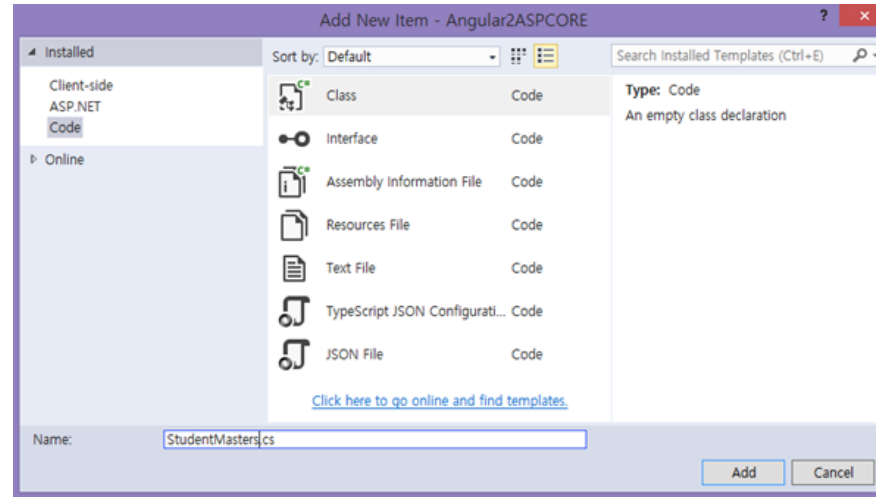 Add New Item - Angular2ASPCORE ?
Installed
Sort by: Default
Search Installed Templates (Ctrl+E)
Client-side
ASP.NET
Code
Online
C#
Class Code
Interface Code
C#
Assembly Information File Code
Resources File Code
Text File Code
TypeScript JSON Configurati... Code
JSON File Code
Click here to go online and find templates.
Type: Code
An empty class declaration
Name: StudentMasters.cs
Add Cancel